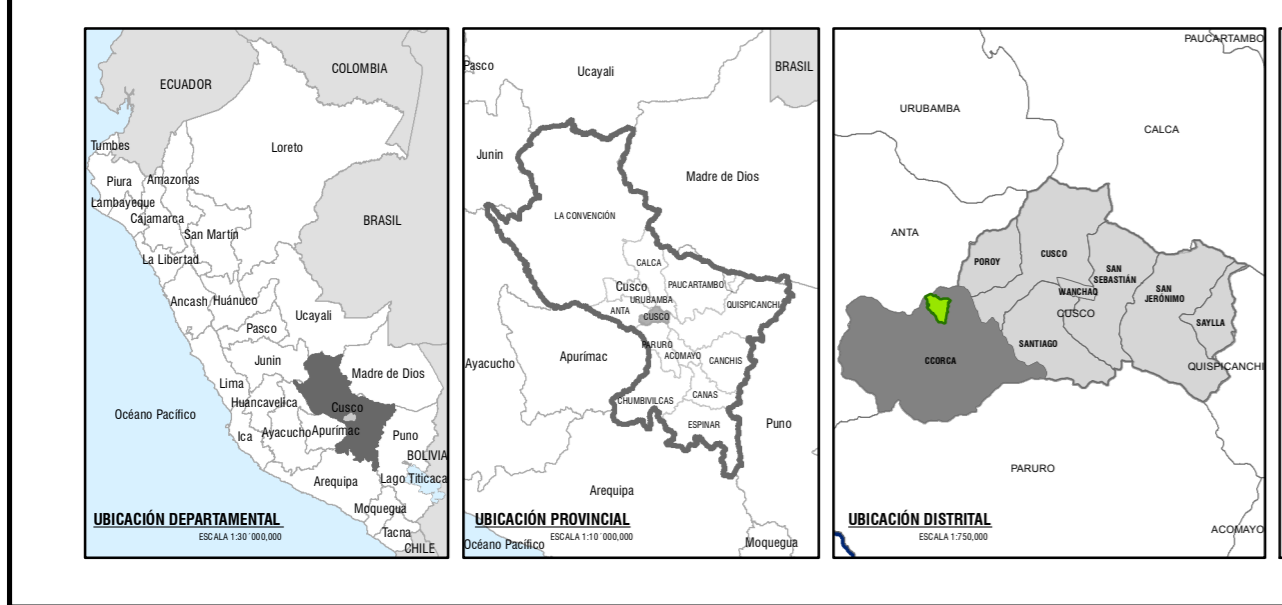 ECUADOR
COLOMBIA
Tumbes
Loreto
Piura
Amazonas
Lambayeque
Cajamarca
San Martín
BRASIL
La Libertad
Ancash
Huánuco
Ucayali
Pasco
Junin
Madre de Dios
Lima
Huancavelica
Cusco
Océano Pacífico
Ica
Ayacucho
Apurímac
Puno
BOLIVIA
Arequipa
Lago Titicaca
Moquegua
Tacna
CHILE
UBICACIÓN DEPARTAMENTAL
ESCALA 1:30´000,000
Pasco
Ucayali
BRASIL
Junin
Madre de Dios
LA CONVENCIÓN
CALCA
Cusco
PAUCARTAMBO
URUBAMBA
QUISPICANCHI
ANTA
CUSCO
PARURO
ACOMAYO
CANCHIS
Ayacucho
Apurímac
CHUMBIVILCAS
CANAS
ESPINAR
Puno
Arequipa
UBICACIÓN PROVINCIAL
ESCALA 1:10´000,000
Océano Pacífico
Moquegua
PAUCARTAMBO
URUBAMBA
CALCA
ANTA
POROY
CUSCO
SAN
SEBASTIÁN
WANCHAQ
SAN
JERÓNIMO
CUSCO
SAYLLA
SANTIAGO
CCORCA
QUISPICANCHI
PARURO
UBICACIÓN DISTRITAL
ESCALA 1:750,000
ACOMAYO